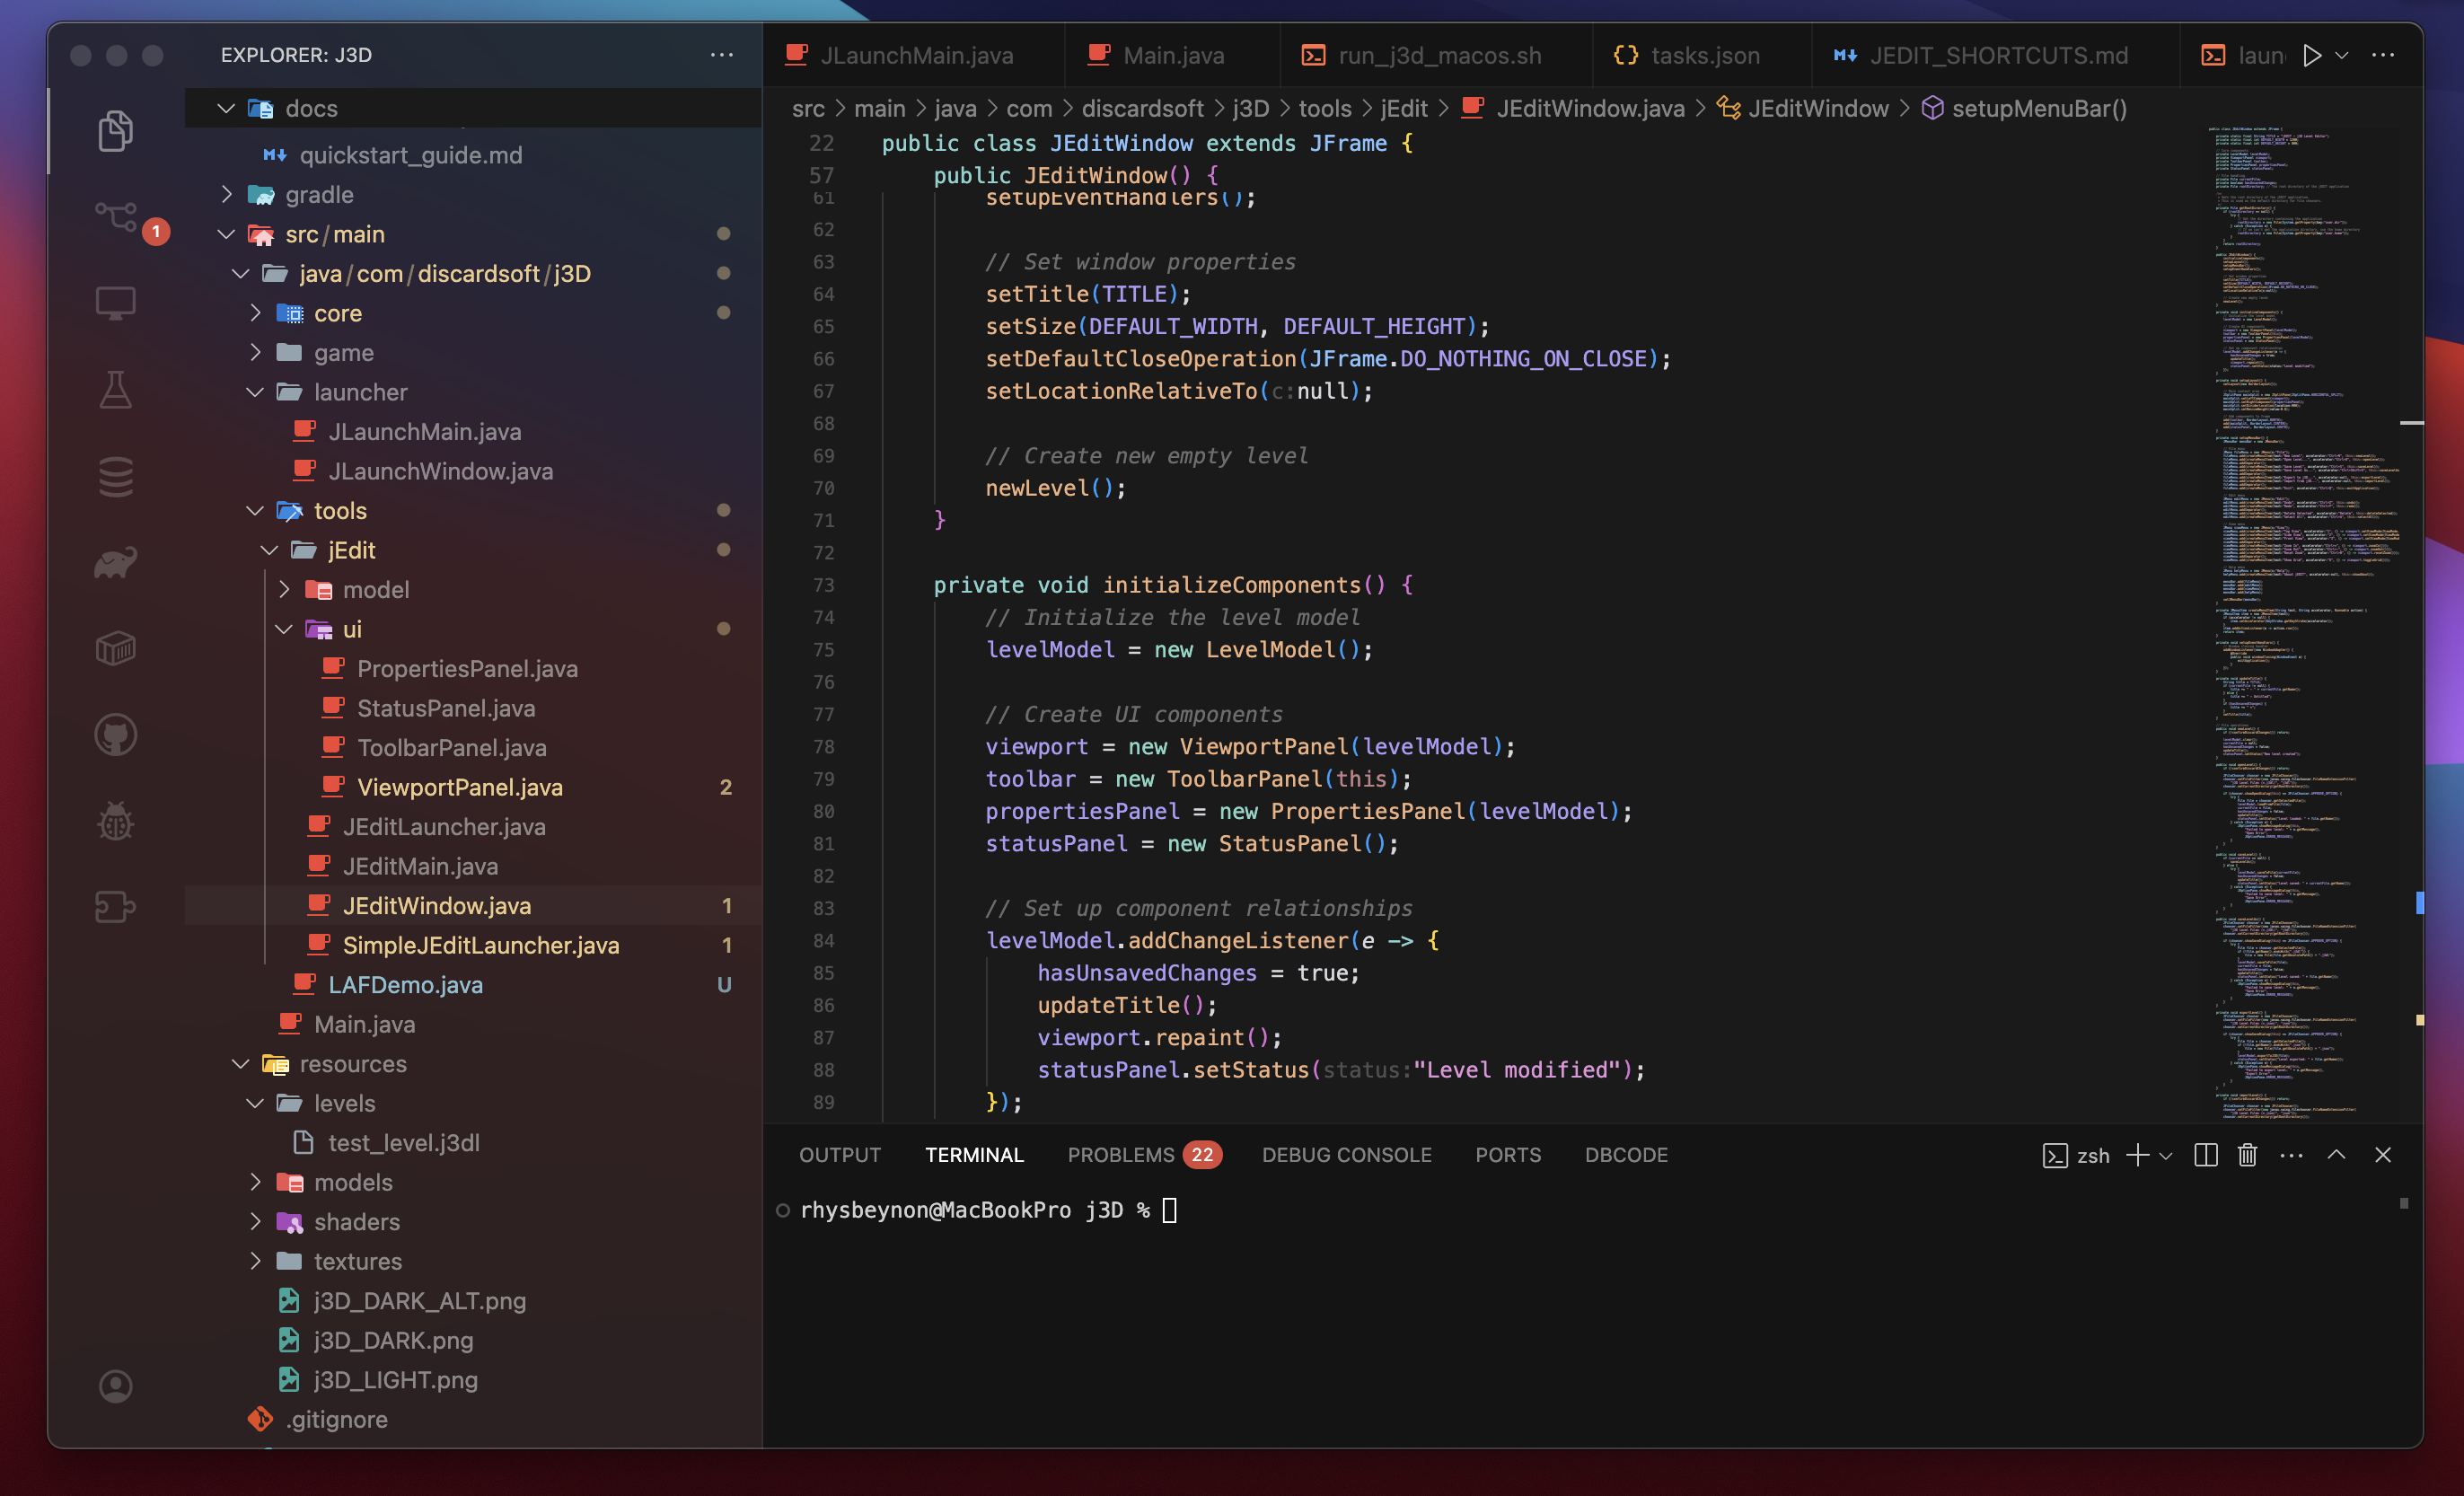 EXPLORER: J3D
docs
quickstart_guide.md
gradle
1
src/main
java/com/discardsoft/j3D
core
game
launcher
JLaunchMain.java
JLaunchWindow.java
tools
jEdit
model
ui
PropertiesPanel.java
StatusPanel.java
ToolbarPanel.java
ViewportPanel.java 2
JEditLauncher.java
JEditMain.java
JEditWindow.java 1
SimpleJEditLauncher.java 1
LAFDemo.java U
Main.java
resources
levels
test_level.j3dl
models
shaders
textures
j3D_DARK_ALT.png
j3D_DARK.png
j3D_LIGHT.png
.gitignore
JLaunchMain.java Main.java run_j3d_macos.sh {} tasks.json JEDIT_SHORTCUTS.md laun
src > main > java > com > discardsoft > j3D > tools > jEdit > JEditWindow.java > JEditWindow > setupMenuBar()
22 public class JEditWindow extends JFrame {
57 public JEditWindow() {
61 setupEventHandlers();
62
63 // Set window properties
64 setTitle(TITLE);
65 setSize(DEFAULT_WIDTH, DEFAULT_HEIGHT);
66 setDefaultCloseOperation(JFrame.DO_NOTHING_ON_CLOSE);
67 setLocationRelativeTo(c:null);
68
69 // Create new empty level
70 newLevel();
71 }
72
73 private void initializeComponents() {
74 // Initialize the level model
75 levelModel = new LevelModel();
76
77 // Create UI components
78 viewport = new ViewportPanel(levelModel);
79 toolbar = new ToolbarPanel(this);
80 propertiesPanel = new PropertiesPanel(levelModel);
81 statusPanel = new StatusPanel();
82
83 // Set up component relationships
84 levelModel.addChangeListener(e -> {
85 hasUnsavedChanges = true;
86 updateTitle();
87 viewport.repaint();
88 statusPanel.setStatus(status:"Level modified");
89 });
OUTPUT TERMINAL PROBLEMS 22 DEBUG CONSOLE PORTS DBCODE zsh
rhysbeynon@MacBookPro j3D %